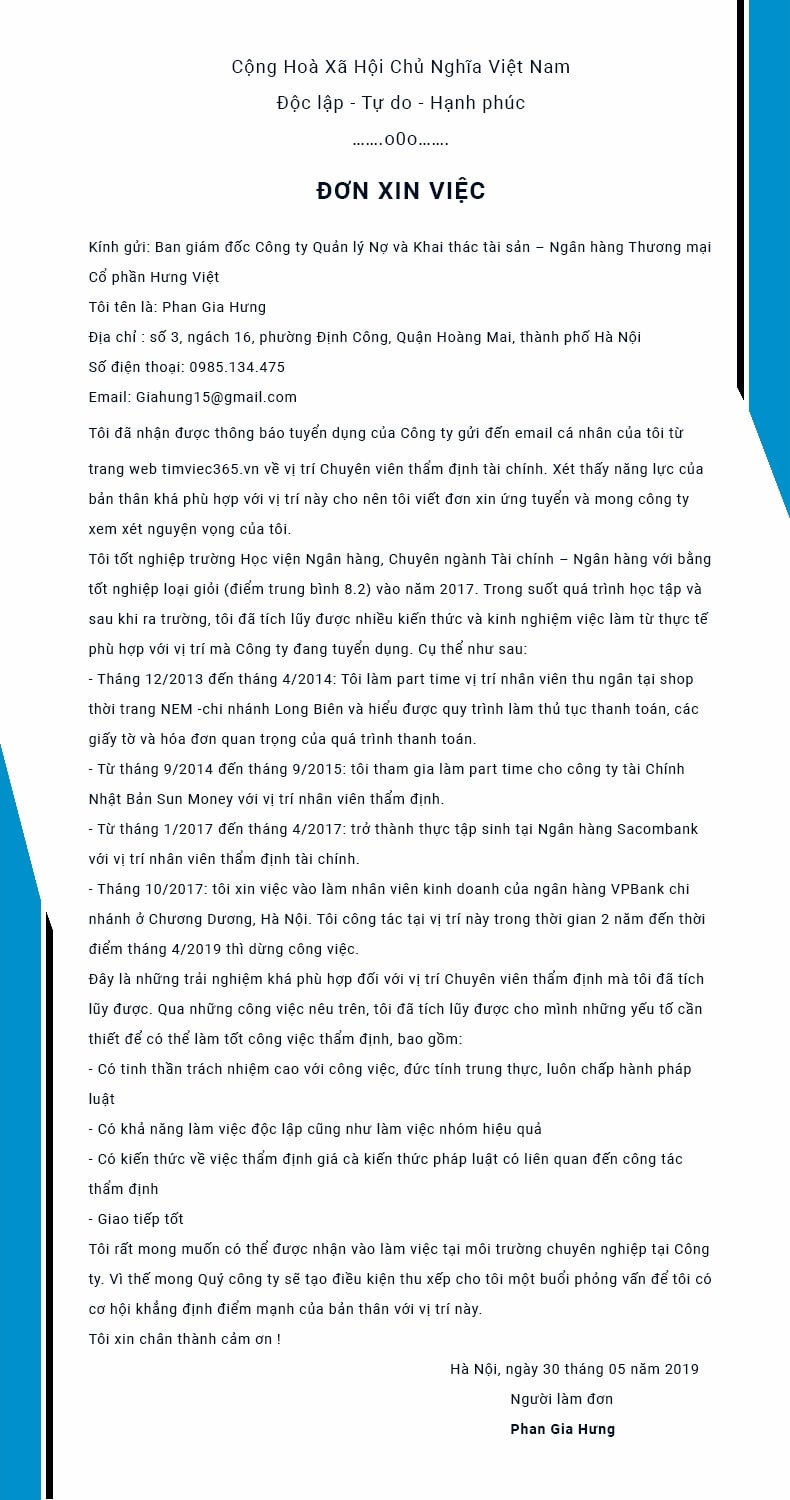 Cộng Hoà Xã Hội Chủ Nghĩa Việt Nam
Độc lập - Tự do - Hạnh phúc
…….o0o…….
ĐƠN XIN VIỆC
Kính gửi: Ban giám đốc Công ty Quản lý Nợ và Khai thác tài sản – Ngân hàng Thương mại
Cổ phần Hưng Việt
Tôi tên là: Phan Gia Hưng
Địa chỉ : số 3, ngách 16, phường Định Công, Quận Hoàng Mai, thành phố Hà Nội
Số điện thoại: 0985.134.475
Email: Giahung15@gmail.com
Tôi đã nhận được thông báo tuyển dụng của Công ty gửi đến email cá nhân của tôi từ
trang web timviec365.vn về vị trí Chuyên viên thẩm định tài chính. Xét thấy năng lực của
bản thân khá phù hợp với vị trí này cho nên tôi viết đơn xin ứng tuyển và mong công ty
xem xét nguyện vọng của tôi.
Tôi tốt nghiệp trường Học viện Ngân hàng, Chuyên ngành Tài chính – Ngân hàng với bằng
tốt nghiệp loại giỏi (điểm trung bình 8.2) vào năm 2017. Trong suốt quá trình học tập và
sau khi ra trường, tôi đã tích lũy được nhiều kiến thức và kinh nghiệm việc làm từ thực tế
phù hợp với vị trí mà Công ty đang tuyển dụng. Cụ thể như sau:
- Tháng 12/2013 đến tháng 4/2014: Tôi làm part time vị trí nhân viên thu ngân tại shop
thời trang NEM -chi nhánh Long Biên và hiểu được quy trình làm thủ tục thanh toán, các
giấy tờ và hóa đơn quan trọng của quá trình thanh toán.
- Từ tháng 9/2014 đến tháng 9/2015: tôi tham gia làm part time cho công ty tài Chính
Nhật Bản Sun Money với vị trí nhân viên thẩm định.
- Từ tháng 1/2017 đến tháng 4/2017: trở thành thực tập sinh tại Ngân hàng Sacombank
với vị trí nhân viên thẩm định tài chính.
- Tháng 10/2017: tôi xin việc vào làm nhân viên kinh doanh của ngân hàng VPBank chi
nhánh ở Chương Dương, Hà Nội. Tôi công tác tại vị trí này trong thời gian 2 năm đến thời
điểm tháng 4/2019 thì dừng công việc.
Đây là những trải nghiệm khá phù hợp đối với vị trí Chuyên viên thẩm định mà tôi đã tích
lũy được. Qua những công việc nêu trên, tôi đã tích lũy được cho mình những yếu tố cần
thiết để có thể làm tốt công việc thẩm định, bao gồm:
- Có tinh thần trách nhiệm cao với công việc, đức tính trung thực, luôn chấp hành pháp
luật
- Có khả năng làm việc độc lập cũng như làm việc nhóm hiệu quả
- Có kiến thức về việc thẩm định giá cà kiến thức pháp luật có liên quan đến công tác
thẩm định
- Giao tiếp tốt
Tôi rất mong muốn có thể được nhận vào làm việc tại môi trường chuyên nghiệp tại Công
ty. Vì thế mong Quý công ty sẽ tạo điều kiện thu xếp cho tôi một buổi phỏng vấn để tôi có
cơ hội khẳng định điểm mạnh của bản thân với vị trí này.
Tôi xin chân thành cảm ơn !
Hà Nội, ngày 30 tháng 05 năm 2019
Người làm đơn
Phan Gia Hưng